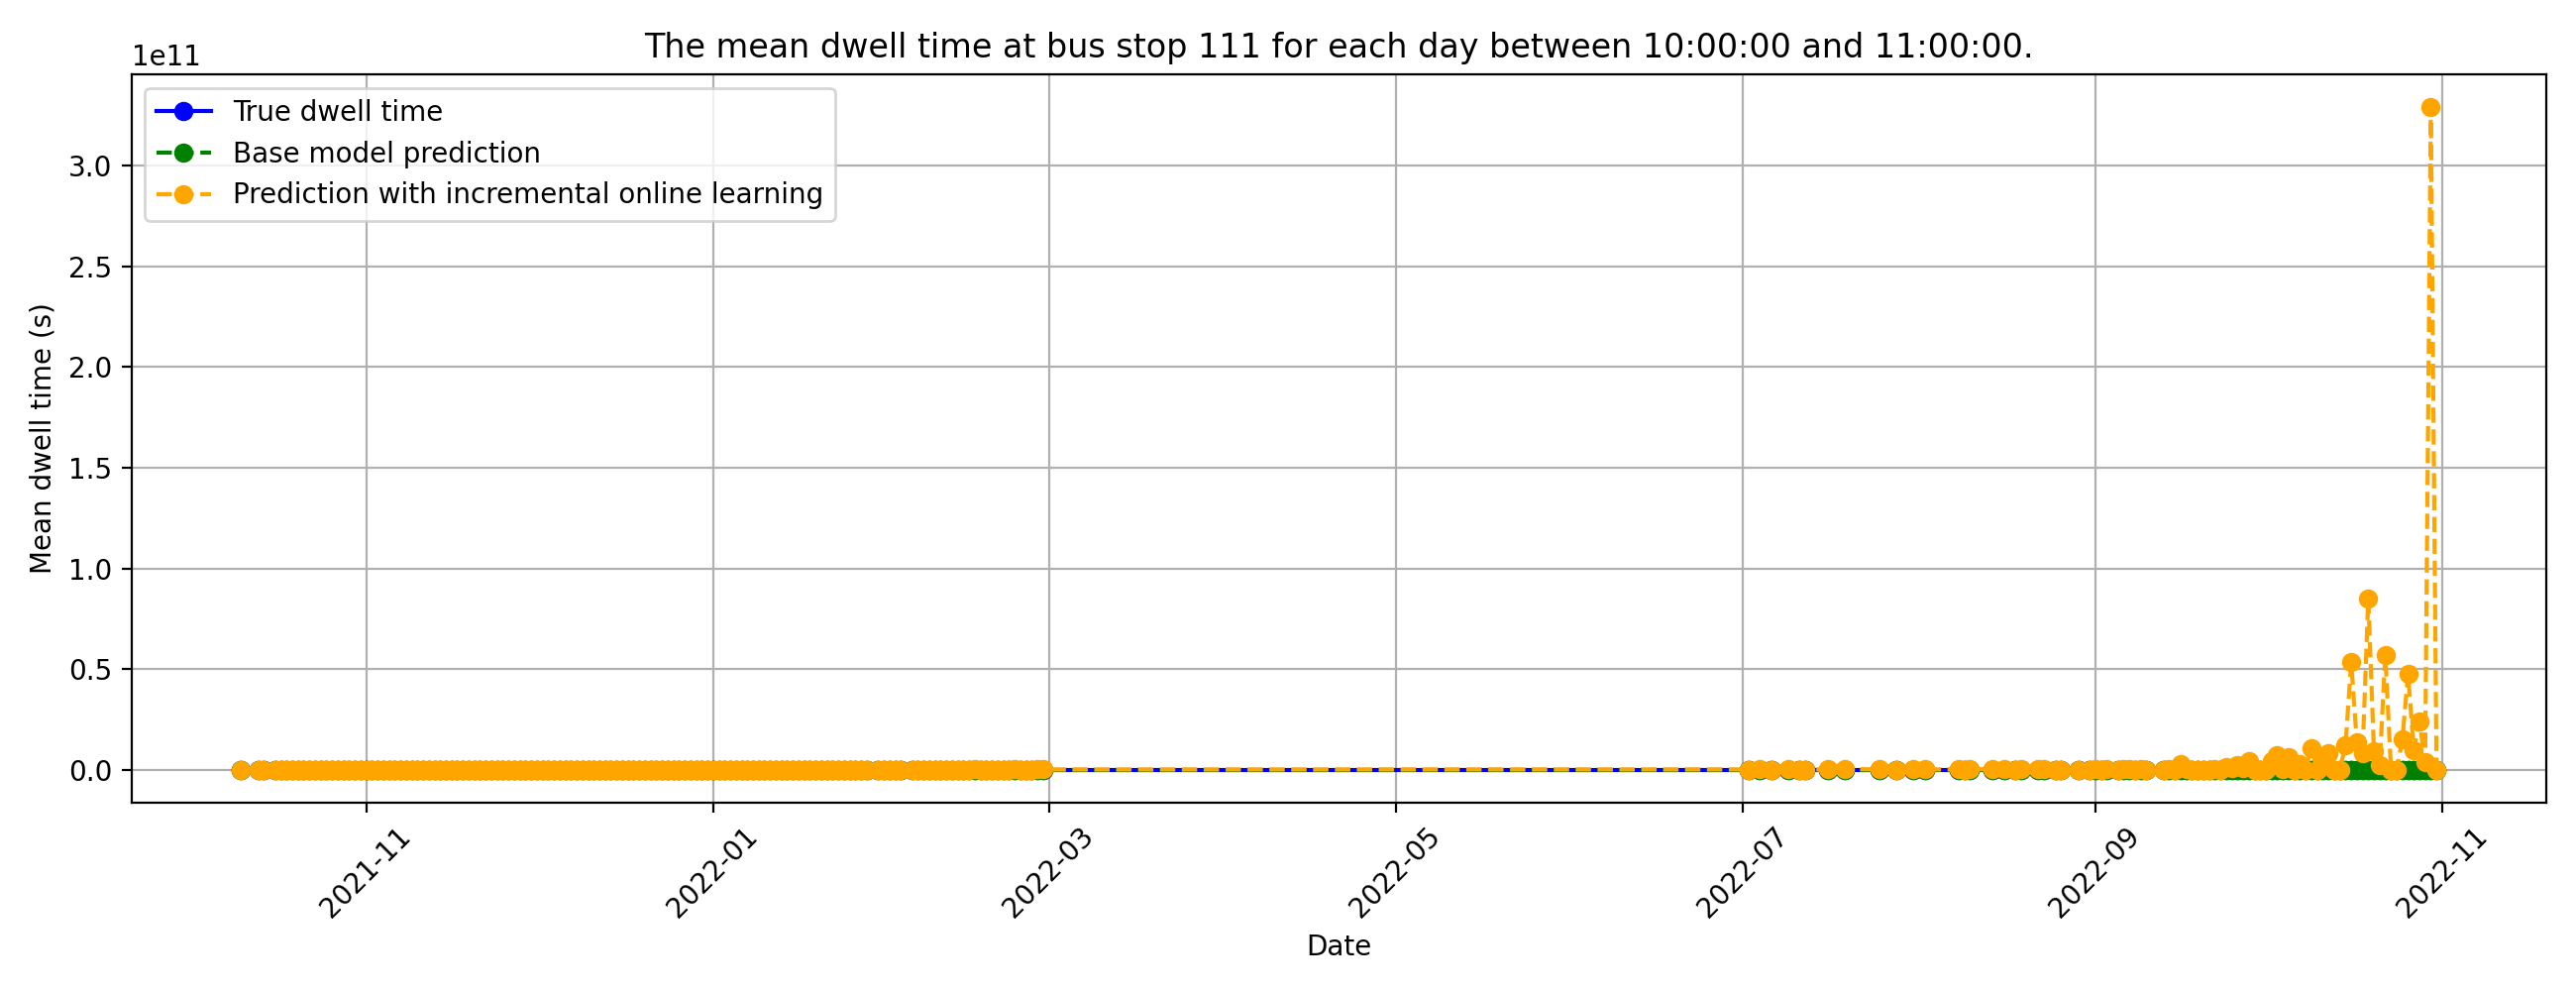 The mean dwell time at bus stop 111 for each day between 10:00:00 and 11:00:00.
1e11
True dwell time
Base model prediction
Prediction with incremental online learning
Mean dwell time (s)
3.0
2.5
2.0
1.5
1.0
0.5
0.0
2021-11
2022-01
2022-03
2022-05
2022-07
2022-09
2022-11
Date